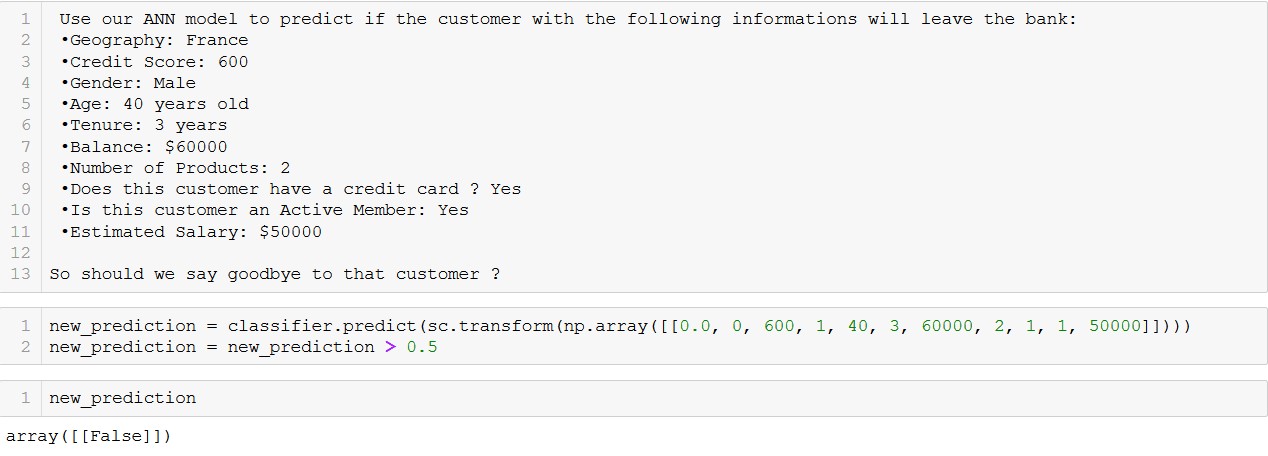 1 Use our ANN model to predict if the customer with the following informations will leave the bank:
2 •Geography: France
3 •Credit Score: 600
4 •Gender: Male
5 •Age: 40 years old
6 •Tenure: 3 years
7 •Balance: $60000
8 •Number of Products: 2
9 •Does this customer have a credit card ? Yes
10 •Is this customer an Active Member: Yes
11 •Estimated Salary: $50000
12
13 So should we say goodbye to that customer ?
1 new_prediction = classifier.predict(sc.transform(np.array([[0.0, 0, 600, 1, 40, 3, 60000, 2, 1, 1, 50000]])))
2 new_prediction = new_prediction > 0.5
1 new_prediction
array([[False]])